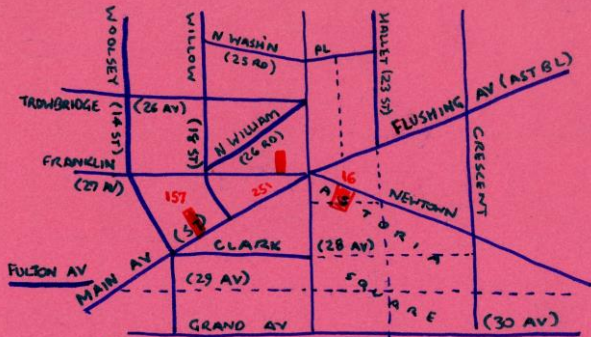 WOOLSEY
(14 ST)
WILLOW
(18 ST)
N WASH'N
PL
(25 RD)
HALLET (23 ST)
TROWBRIDGE
(26 AV)
N WILLIAM
(26 RD)
FLUSHING AV (AST BL)
CRESCENT
FRANKLIN
(27 AV)
157
251
16
NEWTOWN
ASTORIA
SQUARE
CLARK
(28 AV)
FULTON AV
MAIN AV
(29 AV)
GRAND AV
(30 AV)